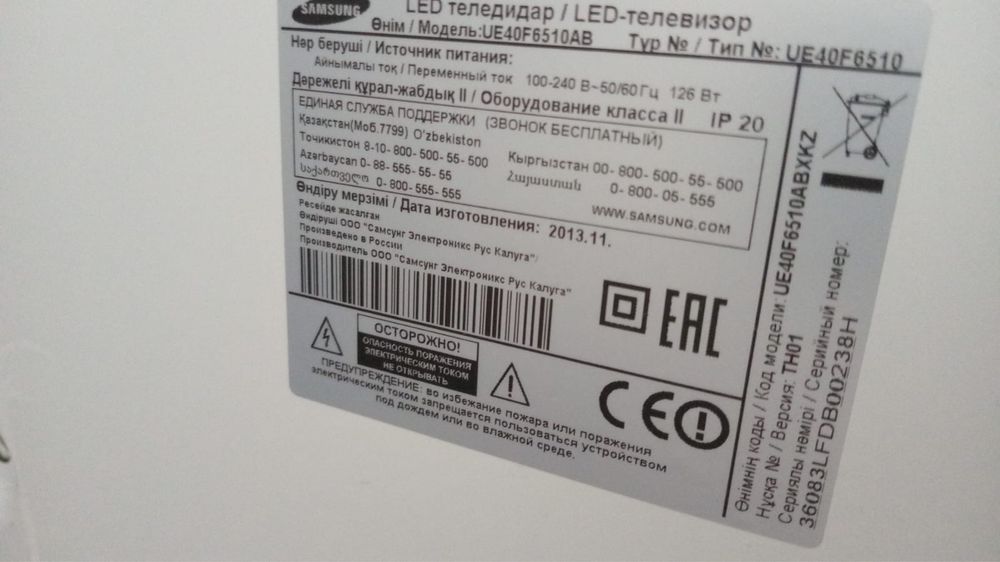 SAMSUNG
LED теледидар / LED-телевизор
Өнім / Модель:UE40F6510AB Түр № / Тип №: UE40F6510
Нәр беруші / Источник питания:
Айнымалы ток / Переменный ток 100-240 В~50/60Гц 126 Вт
Дәрежелі құрал-жабдық II / Оборудование класса II IP 20
ЕДИНАЯ СЛУЖБА ПОДДЕРЖКИ (ЗВОНОК БЕСПЛАТНЫЙ)
Қазақстан(Моб.7799) O'zbekiston
Точикистон 8-10-800-500-55-500
Кыргызстан 00-800-500-55-500
Azərbaycan 0-88-555-55-55
Հայաստան 0-800-05-555
საქართველო 0-800-555-555
WWW.SAMSUNG.COM
Өндіру мерзімі / Дата изготовления: 2013.11.
Ресейде жасалған
Өндіруші ООО "Самсунг Электроникс Рус Калуга"/
Произведено в России
Производитель ООО "Самсунг Электроникс Рус Калуга"
EAC
ОСТОРОЖНО!
ОПАСНОСТЬ ПОРАЖЕНИЯ
ЭЛЕКТРИЧЕСКИМ ТОКОМ
НЕ ОТКРЫВАТЬ
ПРЕДУПРЕЖДЕНИЕ: во избежание пожара или поражения
электрическим током запрещается пользоваться устройством
под дождем или во влажной среде.
CE
Өнімнің коды / Код модели: UE40F6510ABXKZ
Нұсқа № / Версия: TH01
Сериялы нөмірі / Серийный номер:
36083LFDB00238H